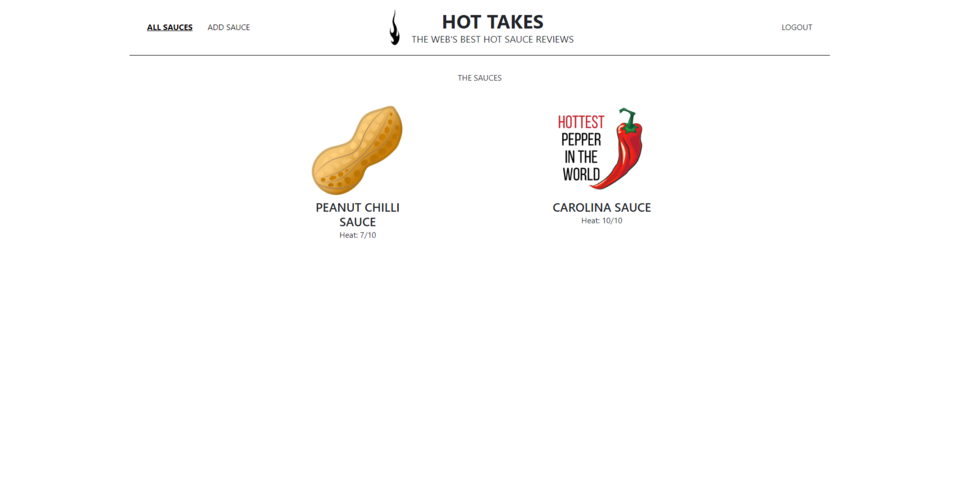 ALL SAUCES
ADD SAUCE
HOT TAKES
THE WEB'S BEST HOT SAUCE REVIEWS
LOGOUT
THE SAUCES
HOTTEST
PEPPER
IN THE
WORLD
PEANUT CHILLI
SAUCE
Heat: 7/10
CAROLINA SAUCE
Heat: 10/10